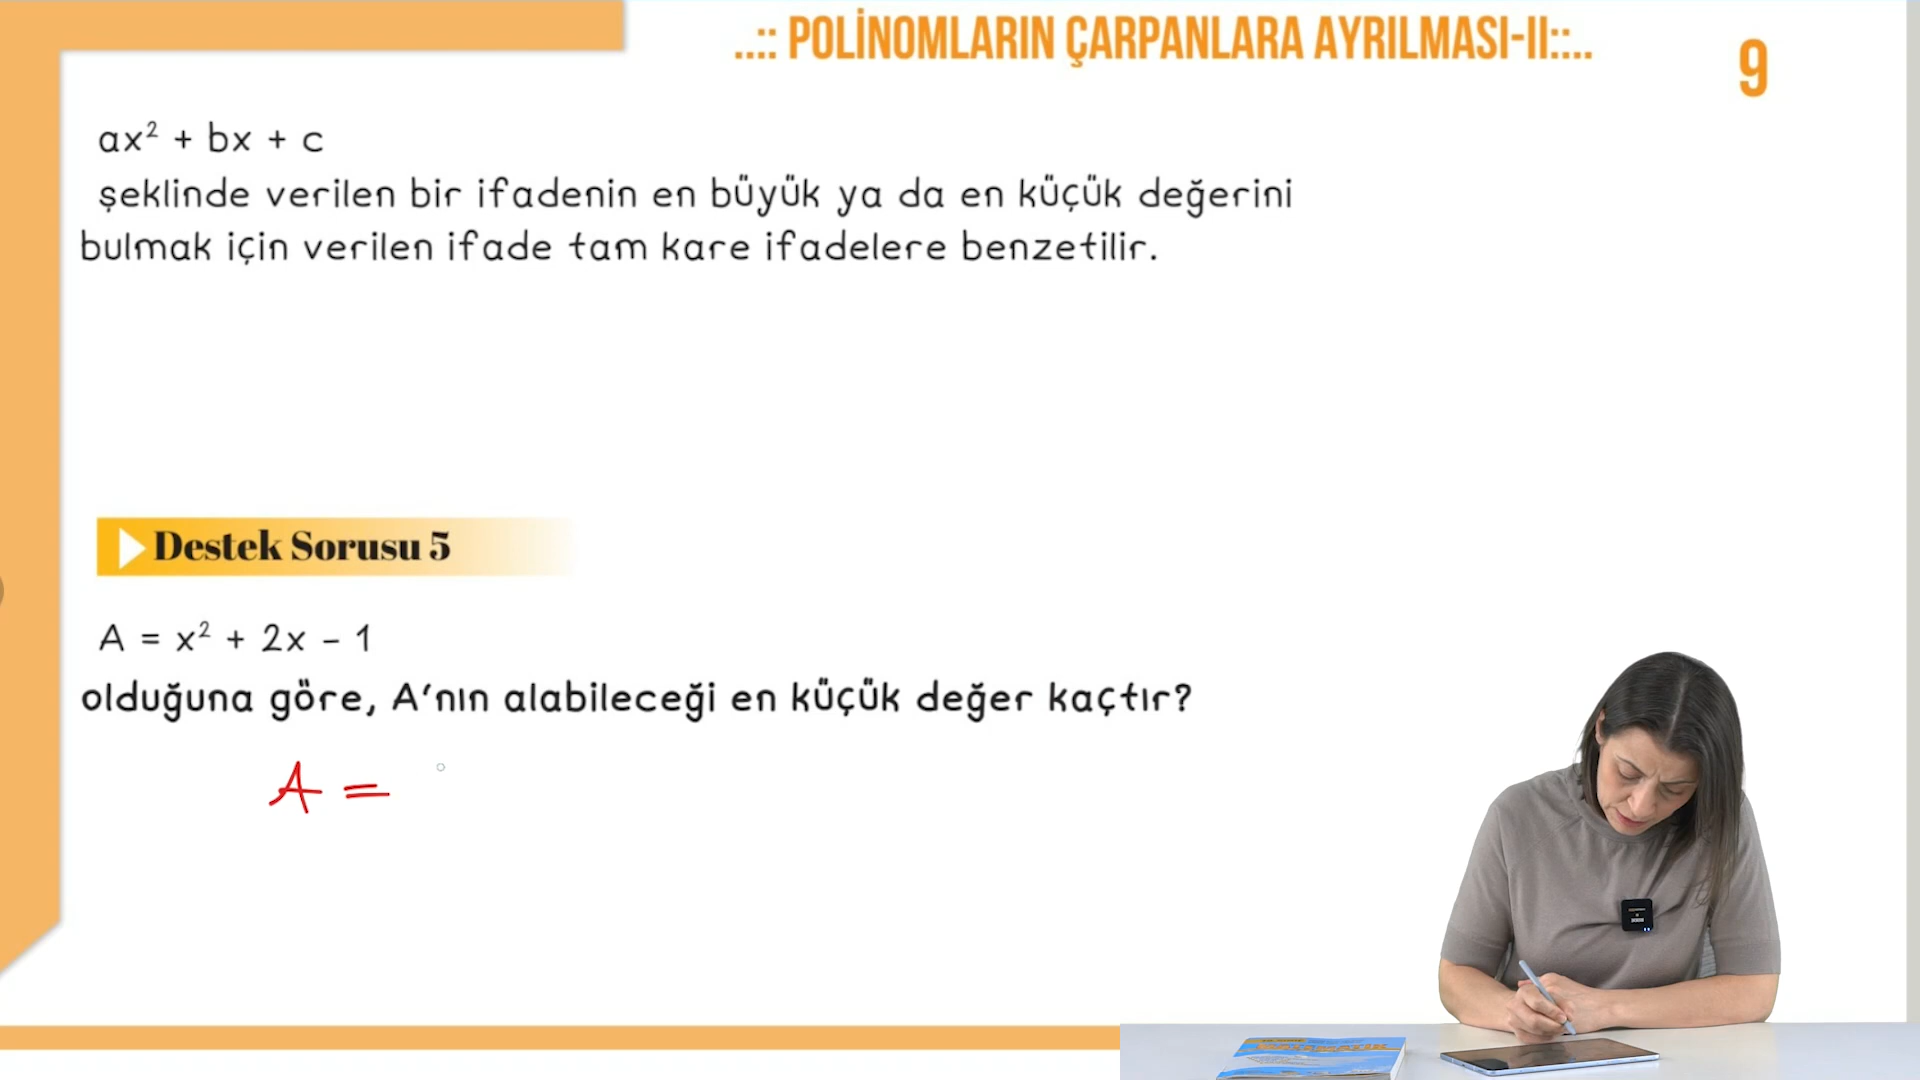 ..:: POLİNOMLARIN ÇARPANLARA AYRILMASI-II::..
9
ax² + bx + c
şeklinde verilen bir ifadenin en büyük ya da en küçük değerini
bulmak için verilen ifade tam kare ifadelere benzetilir.
Destek Sorusu 5
A = x² + 2x - 1
olduğuna göre, A'nın alabileceği en küçük değer kaçtır?
A =